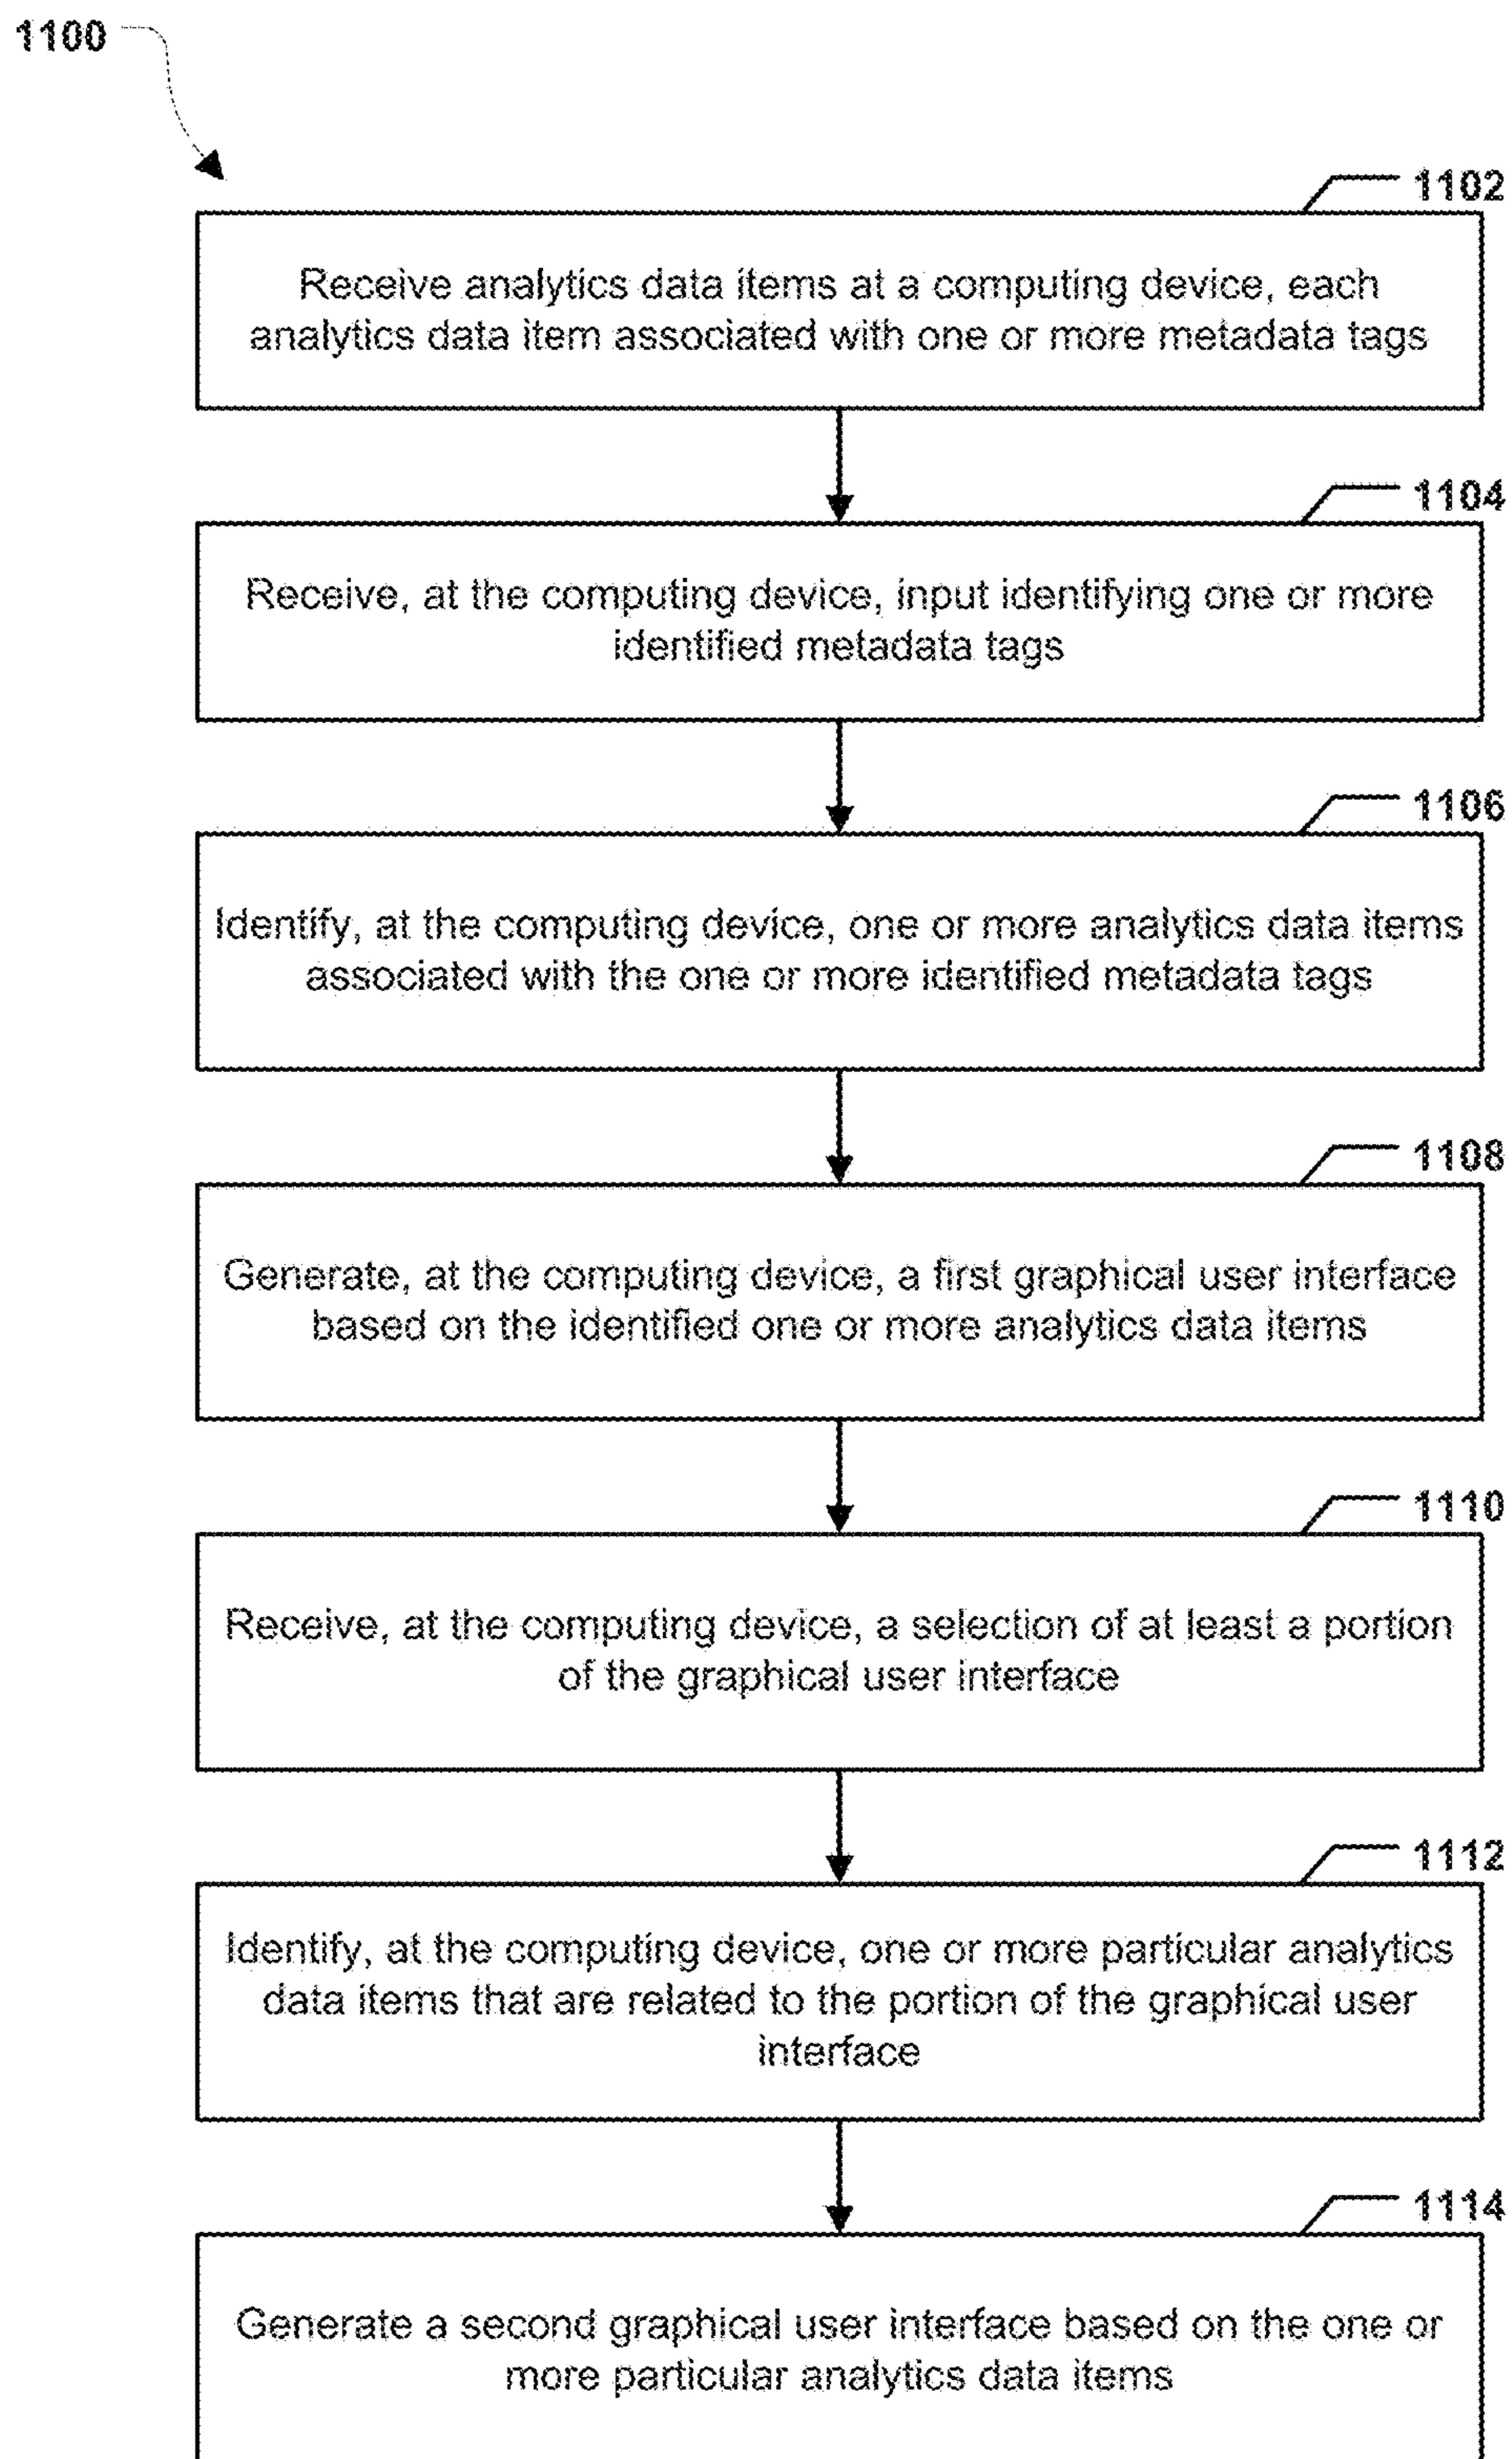 1100
1102
Receive analytics data items at a computing device, each
analytics data item associated with one or more metadata tags
1104
Receive, at the computing device, input identifying one or more
identified metadata tags
1106
Identify, at the computing device, one or more analytics data items
associated with the one or more identified metadata tags
1108
Generate, at the computing device, a first graphical user interface
based on the identified one or more analytics data items
1110
Receive, at the computing device, a selection of at least a portion
of the graphical user interface
1112
Identify, at the computing device, one or more particular analytics
data items that are related to the portion of the graphical user
interface
1114
Generate a second graphical user interface based on the one or
more particular analytics data items